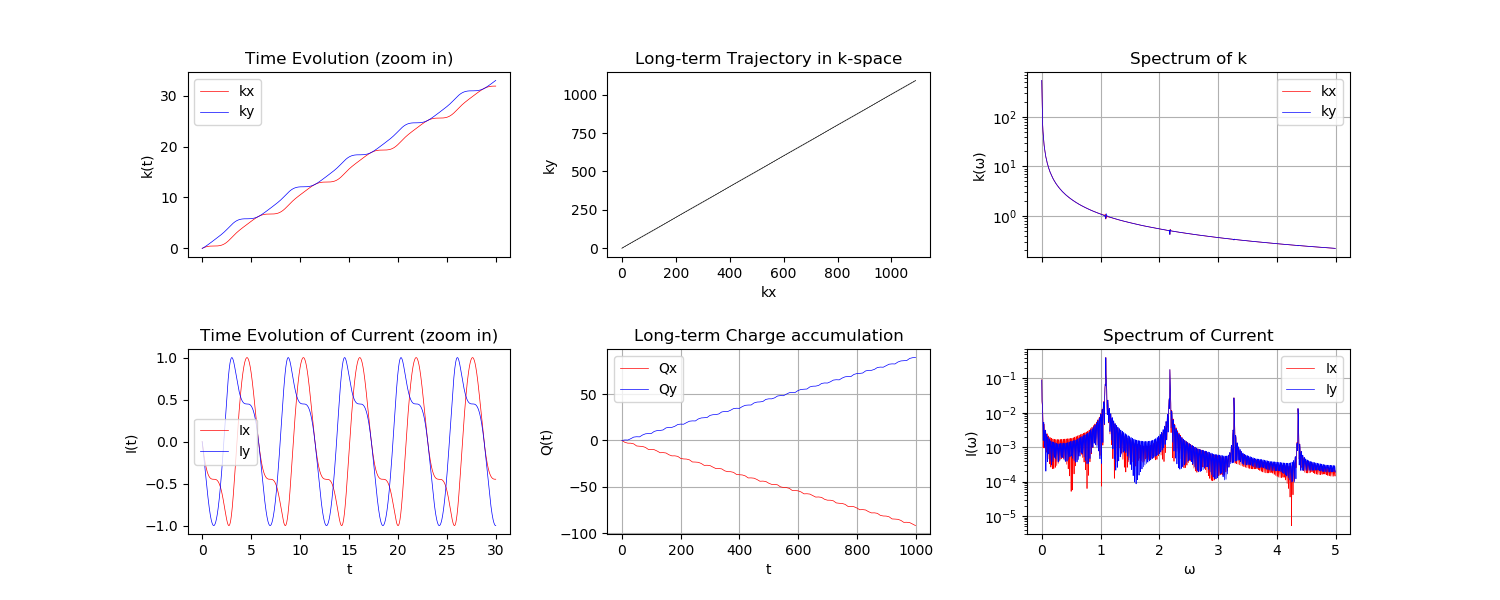 Time Evolution (zoom in)
k(t)
30
20
10
0
kx
ky
Long-term Trajectory in k-space
ky
1000
750
500
250
0
0 200 400 600 800 1000
kx
Spectrum of k
k(ω)
10²
10¹
10⁰
kx
ky
Time Evolution of Current (zoom in)
I(t)
1.0
0.5
0.0
−0.5
−1.0
Ix
Iy
0 5 10 15 20 25 30
t
Long-term Charge accumulation
Q(t)
50
0
−50
−100
Qx
Qy
0 200 400 600 800 1000
t
Spectrum of Current
I(ω)
10⁻¹
10⁻²
10⁻³
10⁻⁴
10⁻⁵
Ix
Iy
0 1 2 3 4 5
ω